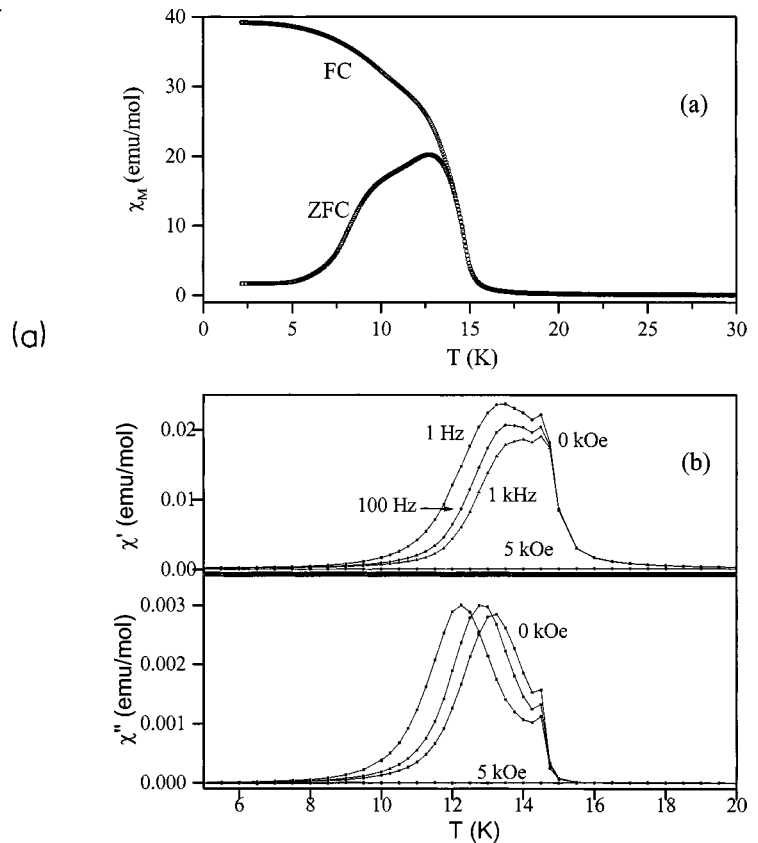 40
30
20
10
0
χM (emu/mol)
FC
ZFC
(a)
0 5 10 15 20 25 30
T (K)
(a)
0.02
0.01
0.00
χ' (emu/mol)
1 Hz
100 Hz
1 kHz
0 kOe
5 kOe
(b)
0.003
0.002
0.001
0.000
χ" (emu/mol)
0 kOe
5 kOe
6 8 10 12 14 16 18 20
T (K)